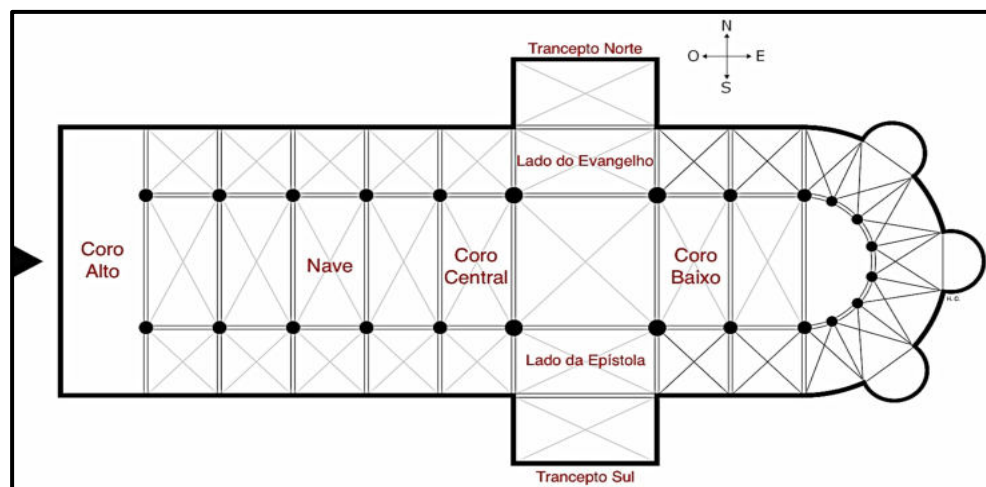 Trancepto Norte
N
O E
S
Lado do Evangelho
Coro
Alto
Nave
Coro
Central
Coro
Baixo
H. D.
Lado da Epístola
Trancepto Sul